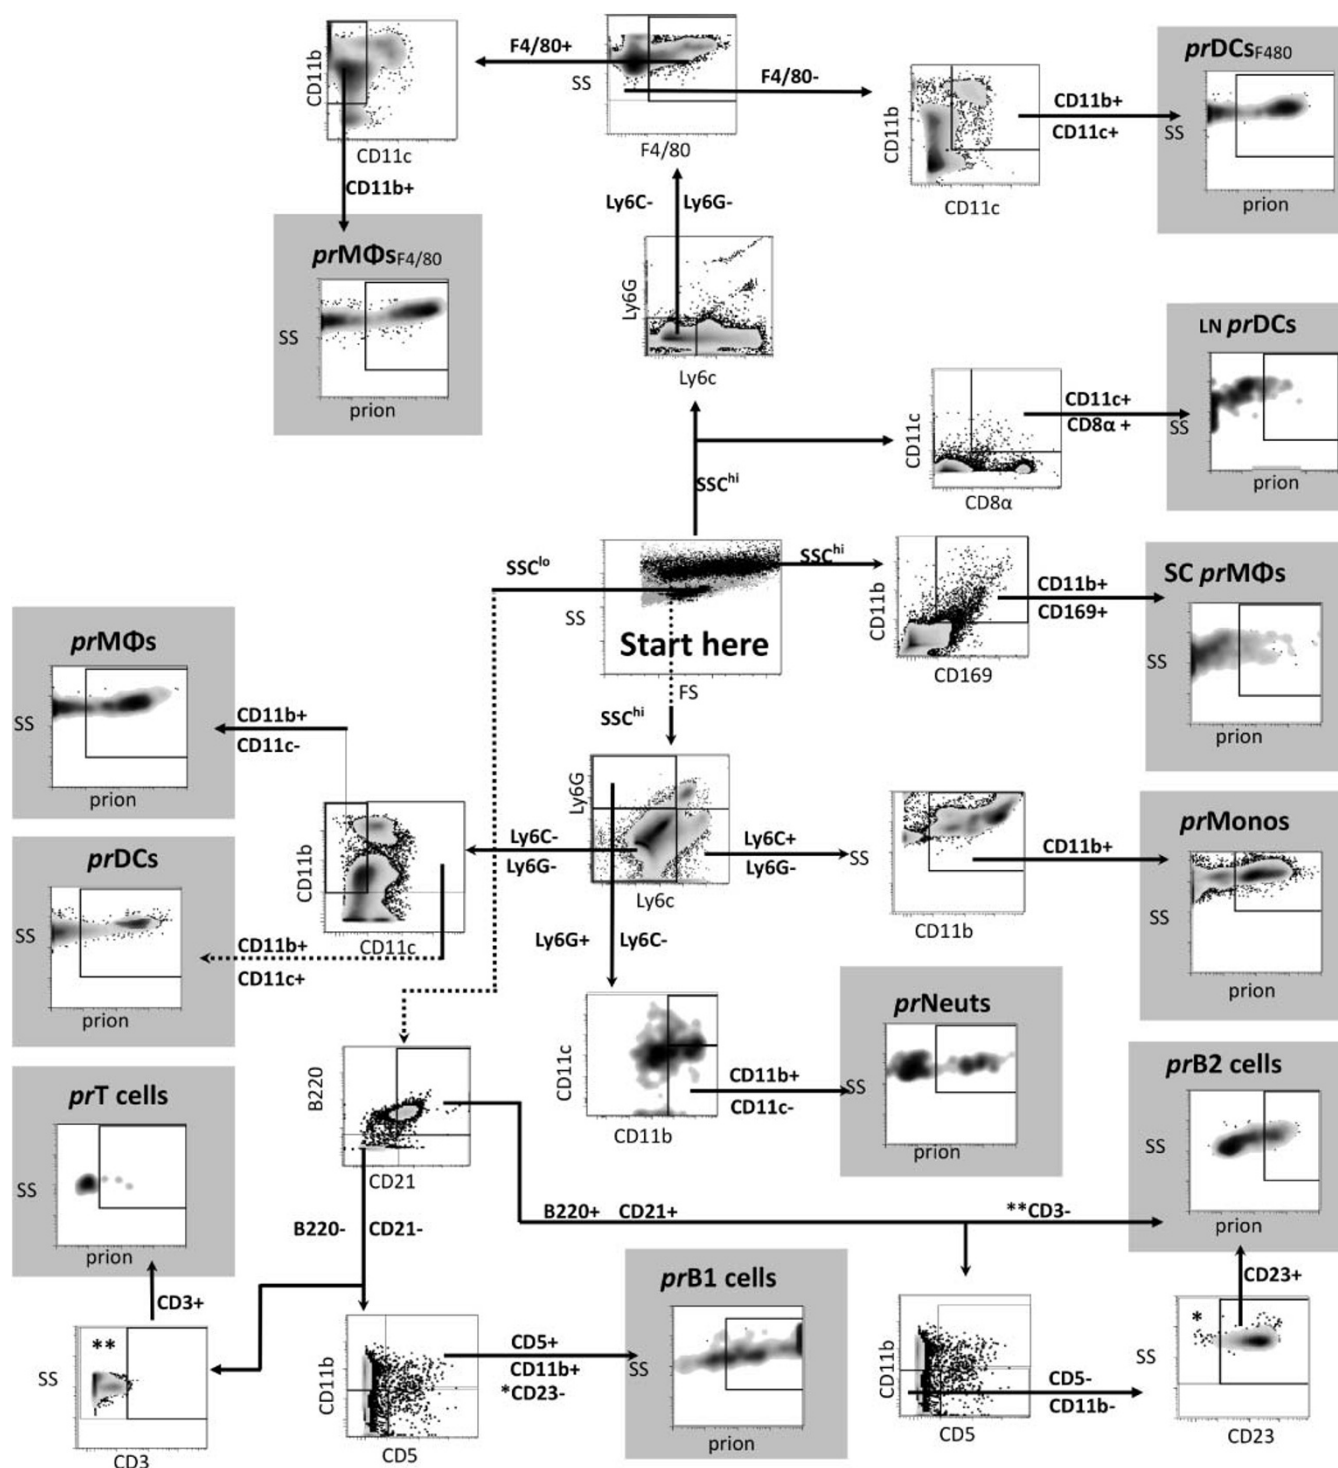 F4/80+
CD11b
CD11c
CD11b+
SS
F4/80
F4/80-
CD11b
CD11c
CD11b+
CD11c+
prDCsF480
SS
prion
prMΦsF4/80
SS
prion
Ly6C-
Ly6G-
Ly6G
Ly6c
SSChi
CD11c
CD8α
CD11c+
CD8α +
LN prDCs
SS
prion
SSClo
SS
Start here
FS
SSChi
SSChi
CD11b
CD169
CD11b+
CD169+
SC prMΦs
SS
prion
prMΦs
SS
prion
CD11b+
CD11c-
CD11b
CD11c
Ly6C-
Ly6G-
Ly6G
Ly6c
Ly6C+
Ly6G-
SS
CD11b
CD11b+
prMonos
SS
prion
prDCs
SS
prion
CD11b+
CD11c+
Ly6G+
Ly6C-
CD11c
CD11b
CD11b+
CD11c-
prNeuts
SS
prion
B220
CD21
B220-
CD21-
B220+
CD21+
**CD3-
prB2 cells
SS
prion
prT cells
SS
prion
CD3+
**
SS
CD3
CD11b
CD5
CD5+
CD11b+
*CD23-
prB1 cells
SS
prion
CD11b
CD5
CD5-
CD11b-
*
SS
CD23
CD23+